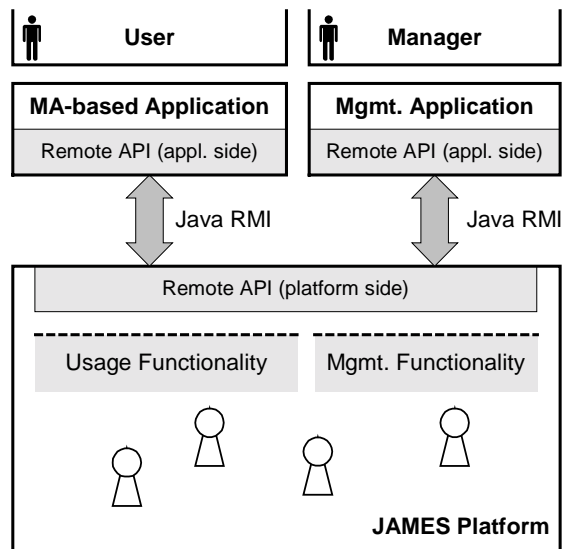 User
Manager
MA-based Application
Mgmt. Application
Remote API (appl. side)
Remote API (appl. side)
Java RMI
Java RMI
Remote API (platform side)
Usage Functionality
Mgmt. Functionality
JAMES Platform